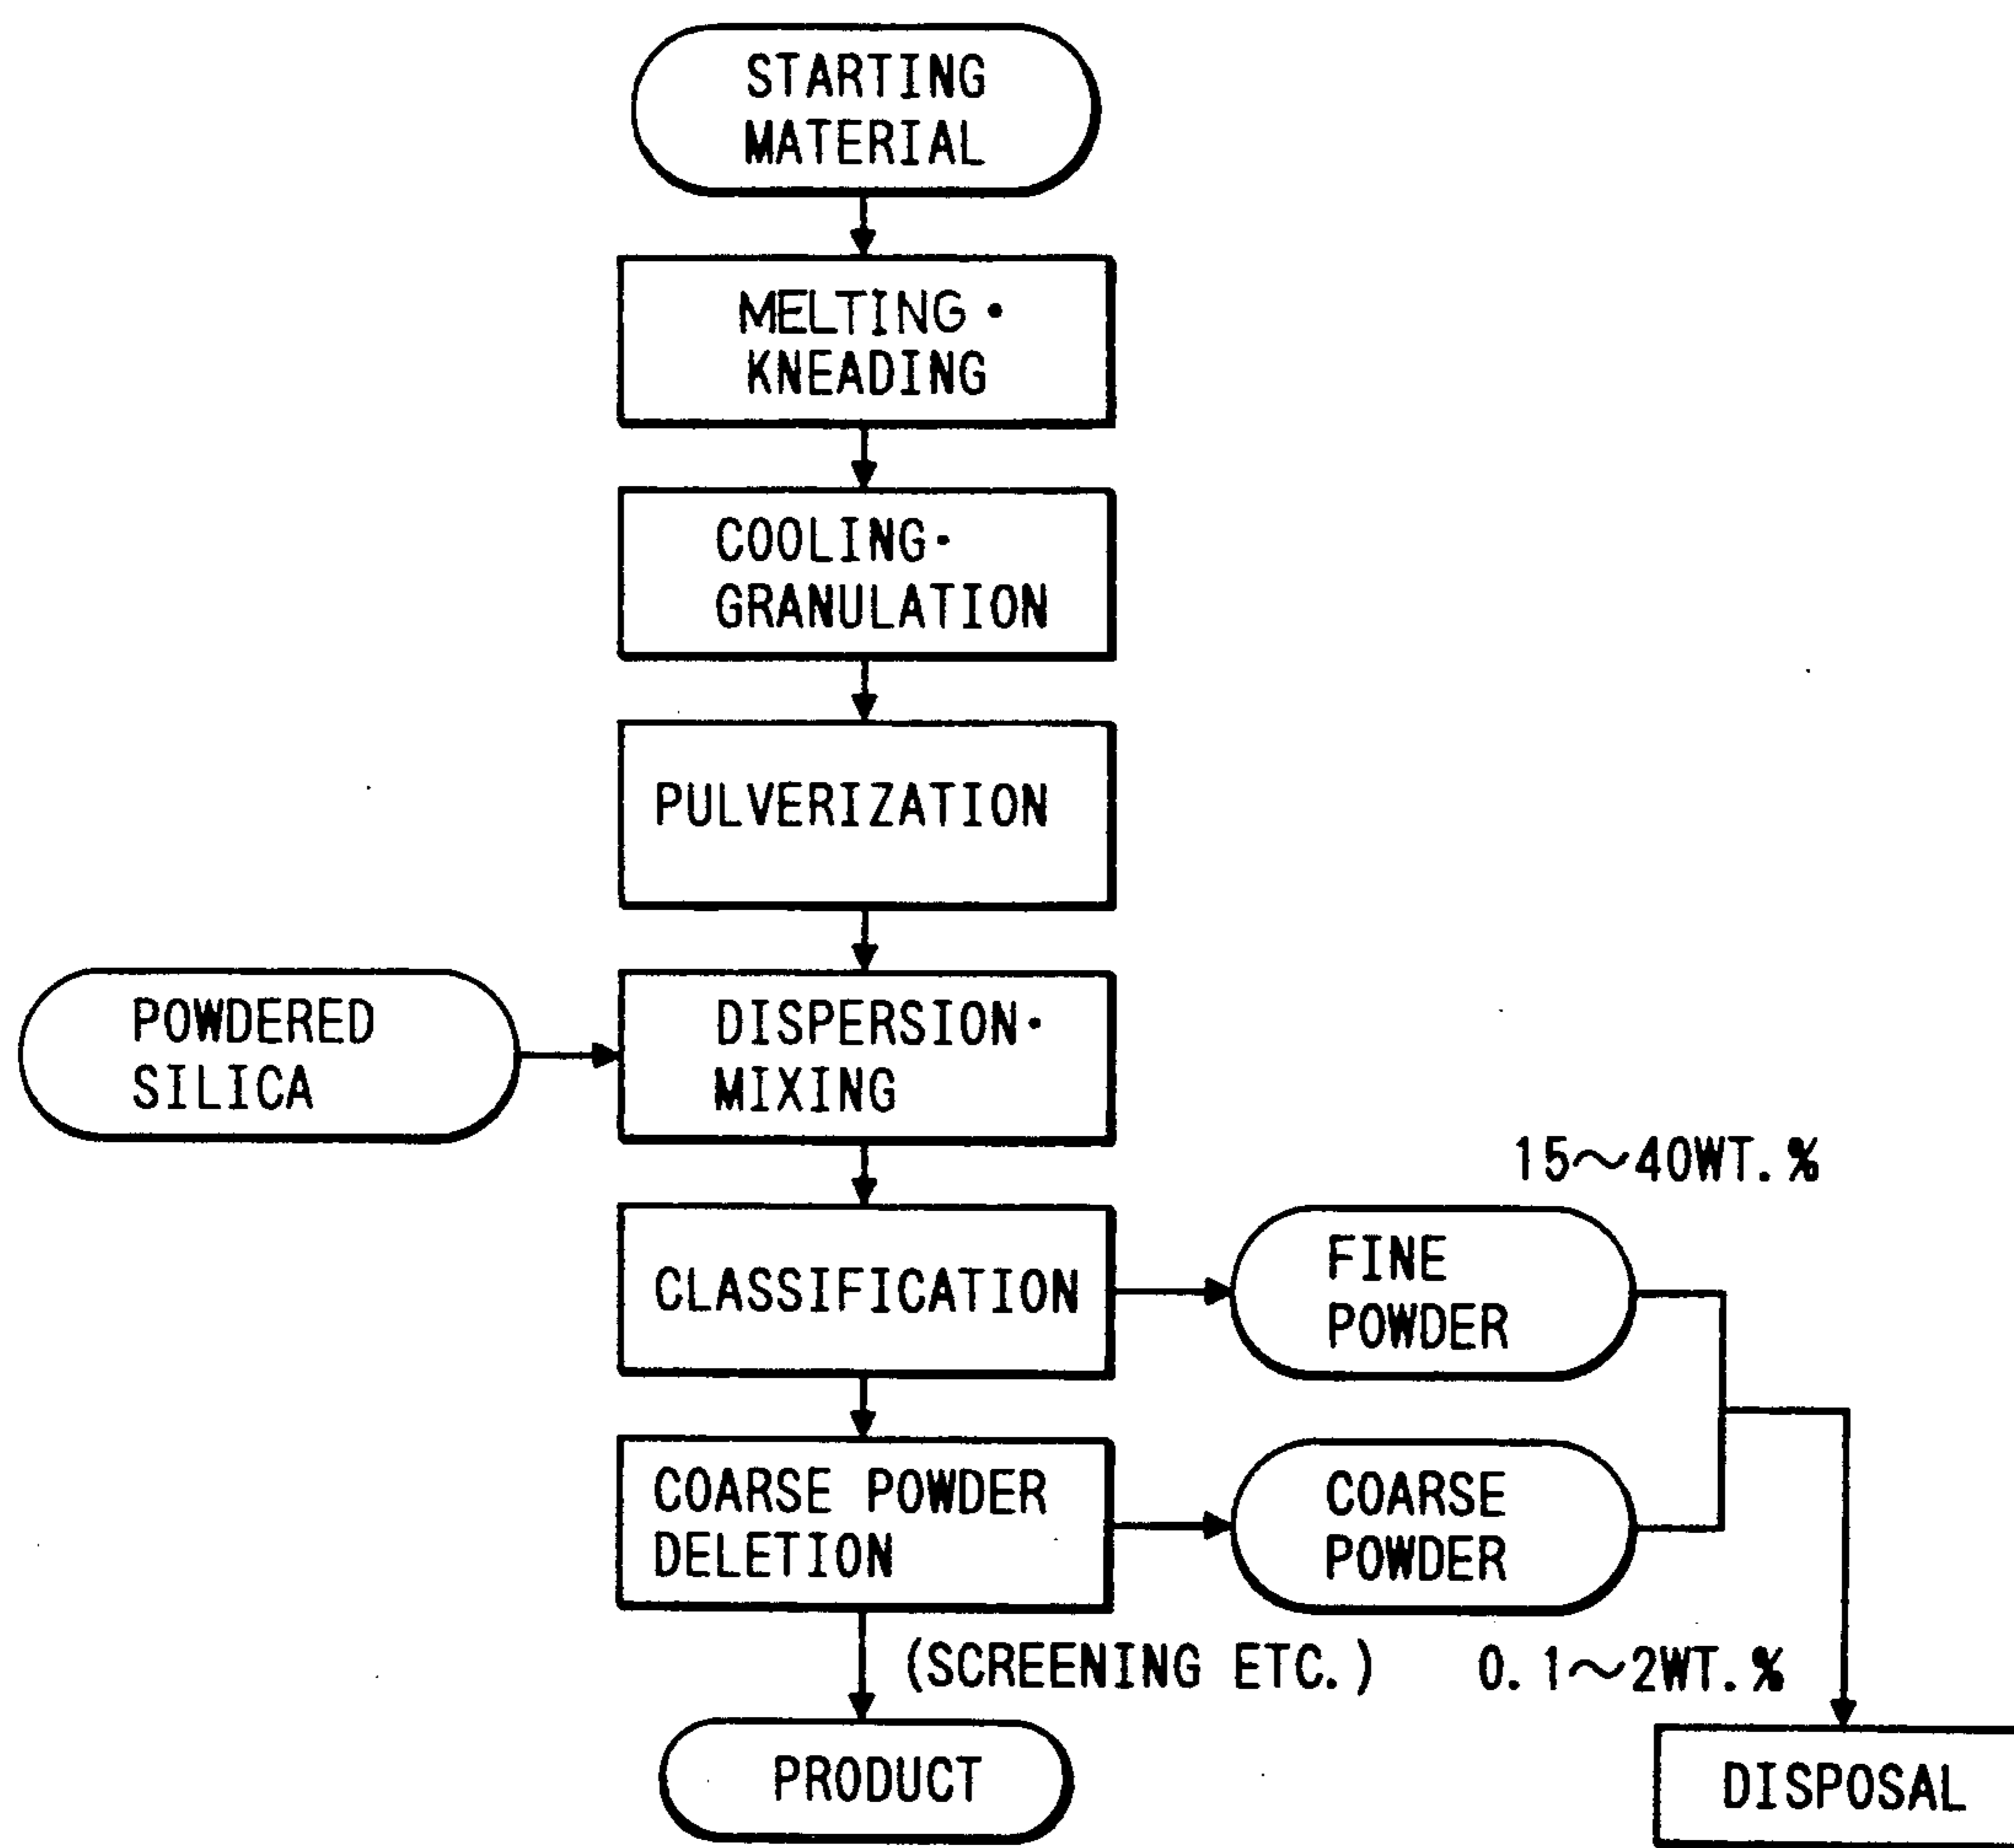 STARTING
MATERIAL
MELTING·
KNEADING
COOLING·
GRANULATION
PULVERIZATION
POWDERED
SILICA
DISPERSION·
MIXING
15～40WT.%
CLASSIFICATION
FINE
POWDER
COARSE POWDER
DELETION
COARSE
POWDER
(SCREENING ETC.)
0.1～2WT.%
PRODUCT
DISPOSAL